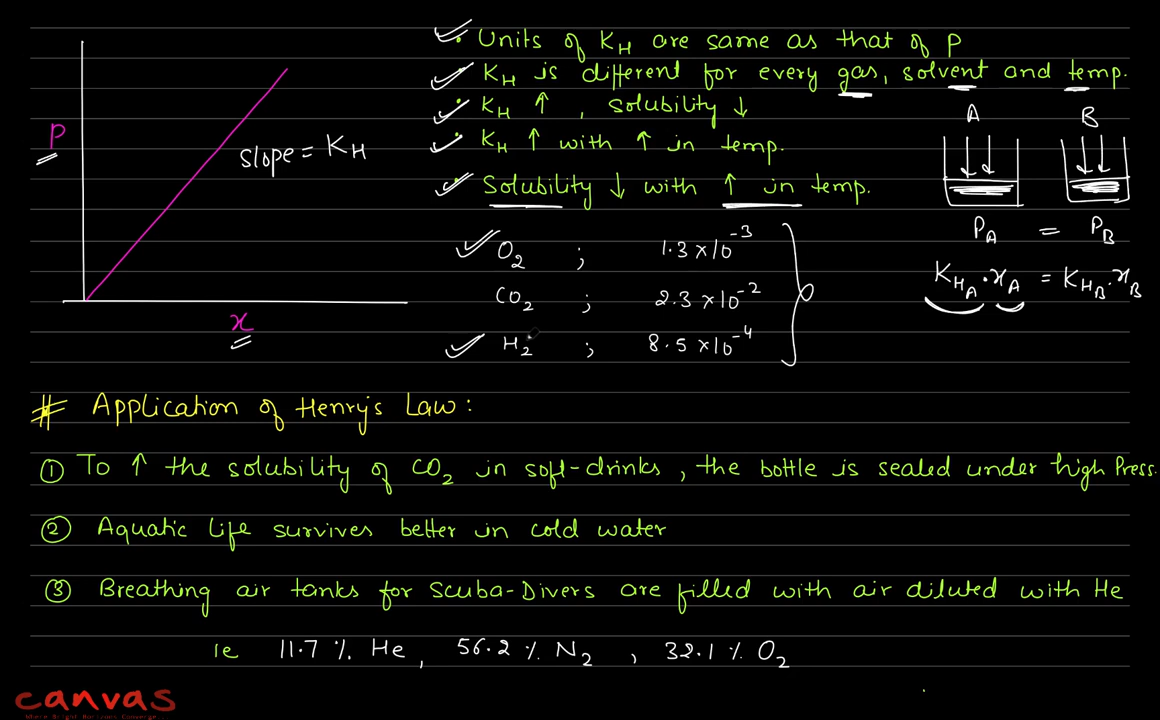 P
slope = KH
x
Units of KH are same as that of P
KH is different for every gas, solvent and temp.
KH ↑ , solubility ↓
KH ↑ with ↑ in temp.
Solubility ↓ with ↑ in temp.
A B
PA = PB
KHA . xA = KHB . xB
O2 ; 1.3 x 10^-3
CO2 ; 2.3 x 10^-2
H2 ; 8.5 x 10^-4
# Application of Henry's Law :
① To ↑ the solubility of CO2 in soft-drinks, the bottle is sealed under high Press.
② Aquatic life survives better in cold water
③ Breathing air tanks for Scuba-Divers are filled with air diluted with He
ie 11.7 % He, 56.2 % N2 , 32.1 % O2
canvas
Where Bright Horizons Converge...